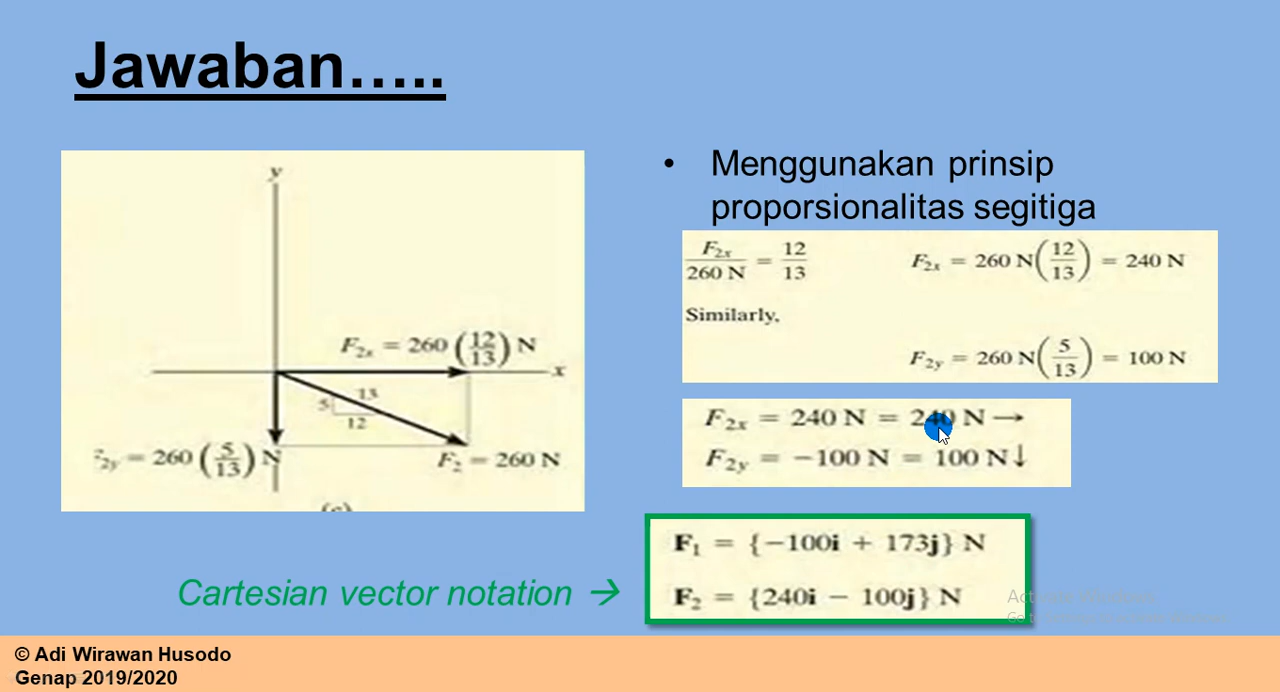 Jawaban…..
y
F₂ₓ = 260 (12/13) N
x
13
5
12
₂y = 260 (5/13) N
F₂ = 260 N
• Menggunakan prinsip
proporsionalitas segitiga
F₂ₓ/260 N = 12/13 F₂ₓ = 260 N(12/13) = 240 N
Similarly,
F₂y = 260 N(5/13) = 100 N
F₂ₓ = 240 N = 240 N→
F₂y = −100 N = 100 N↓
Cartesian vector notation →
F₁ = {−100i + 173j} N
F₂ = {240i − 100j} N
© Adi Wirawan Husodo
Genap 2019/2020